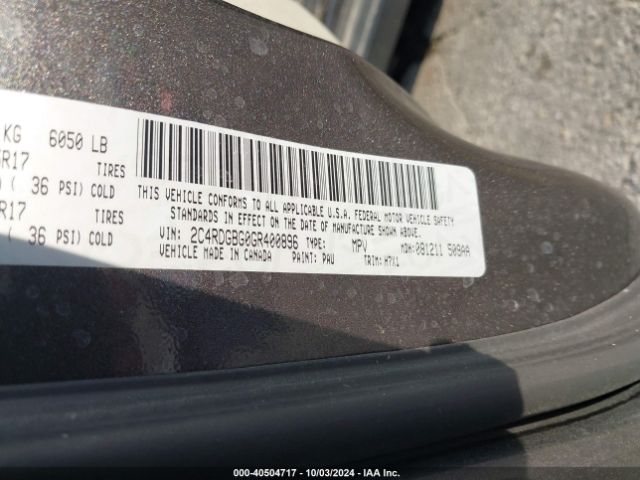 KG 6050 LB
R17 TIRES
( 36 PSI) COLD
R17 TIRES
( 36 PSI) COLD
THIS VEHICLE CONFORMS TO ALL APPLICABLE U.S.A. FEDERAL MOTOR VEHICLE SAFETY
STANDARDS IN EFFECT ON THE DATE OF MANUFACTURE SHOWN ABOVE.
VIN: 2C4RDGBG0GR400896 TYPE: MPV MDH: 081211 509AA
VEHICLE MADE IN CANADA PAINT: PAU TRIM: H7X1
000-40504717 - 10/03/2024 - IAA Inc.